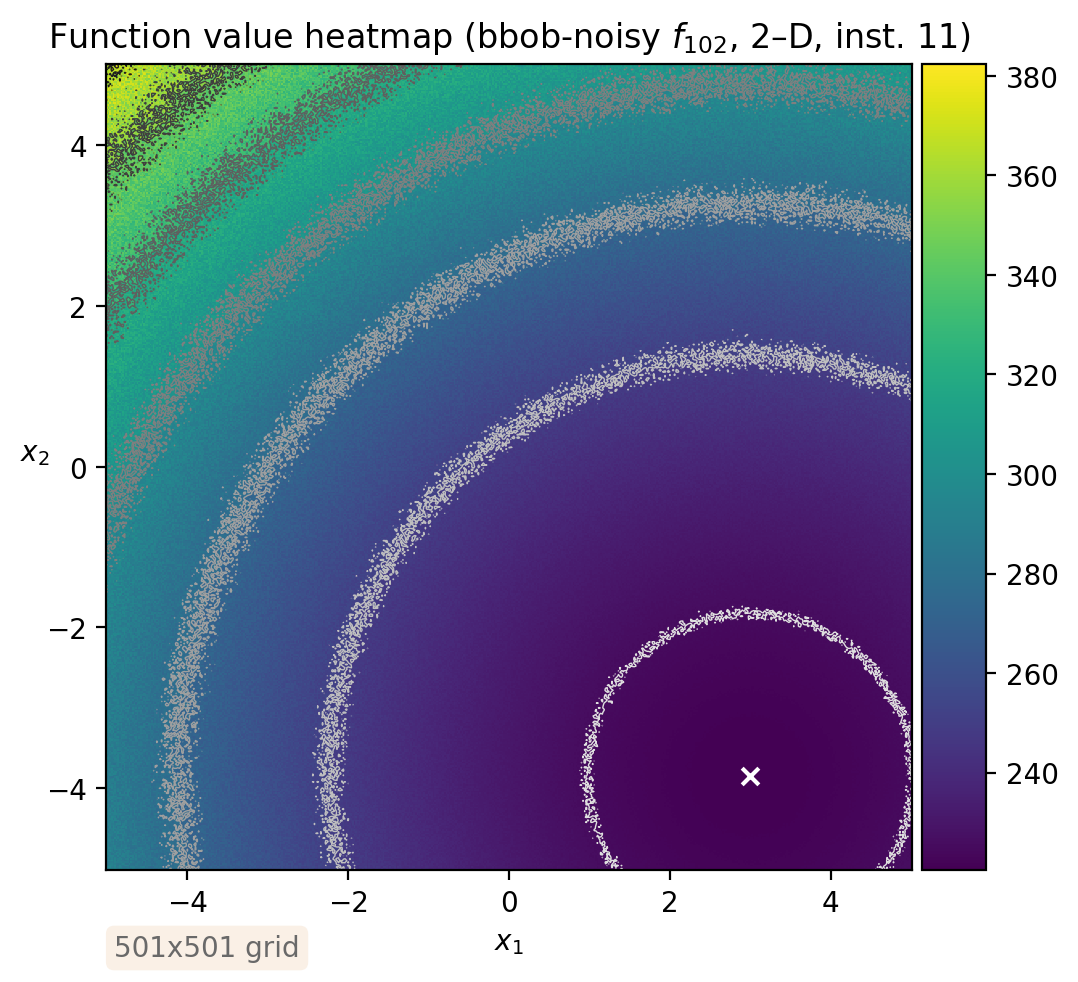 Function value heatmap (bbob-noisy f102, 2–D, inst. 11)
380
360
340
320
300
280
260
240
4
2
0
−2
−4
x2
−4 −2 0 2 4
x1
501x501 grid